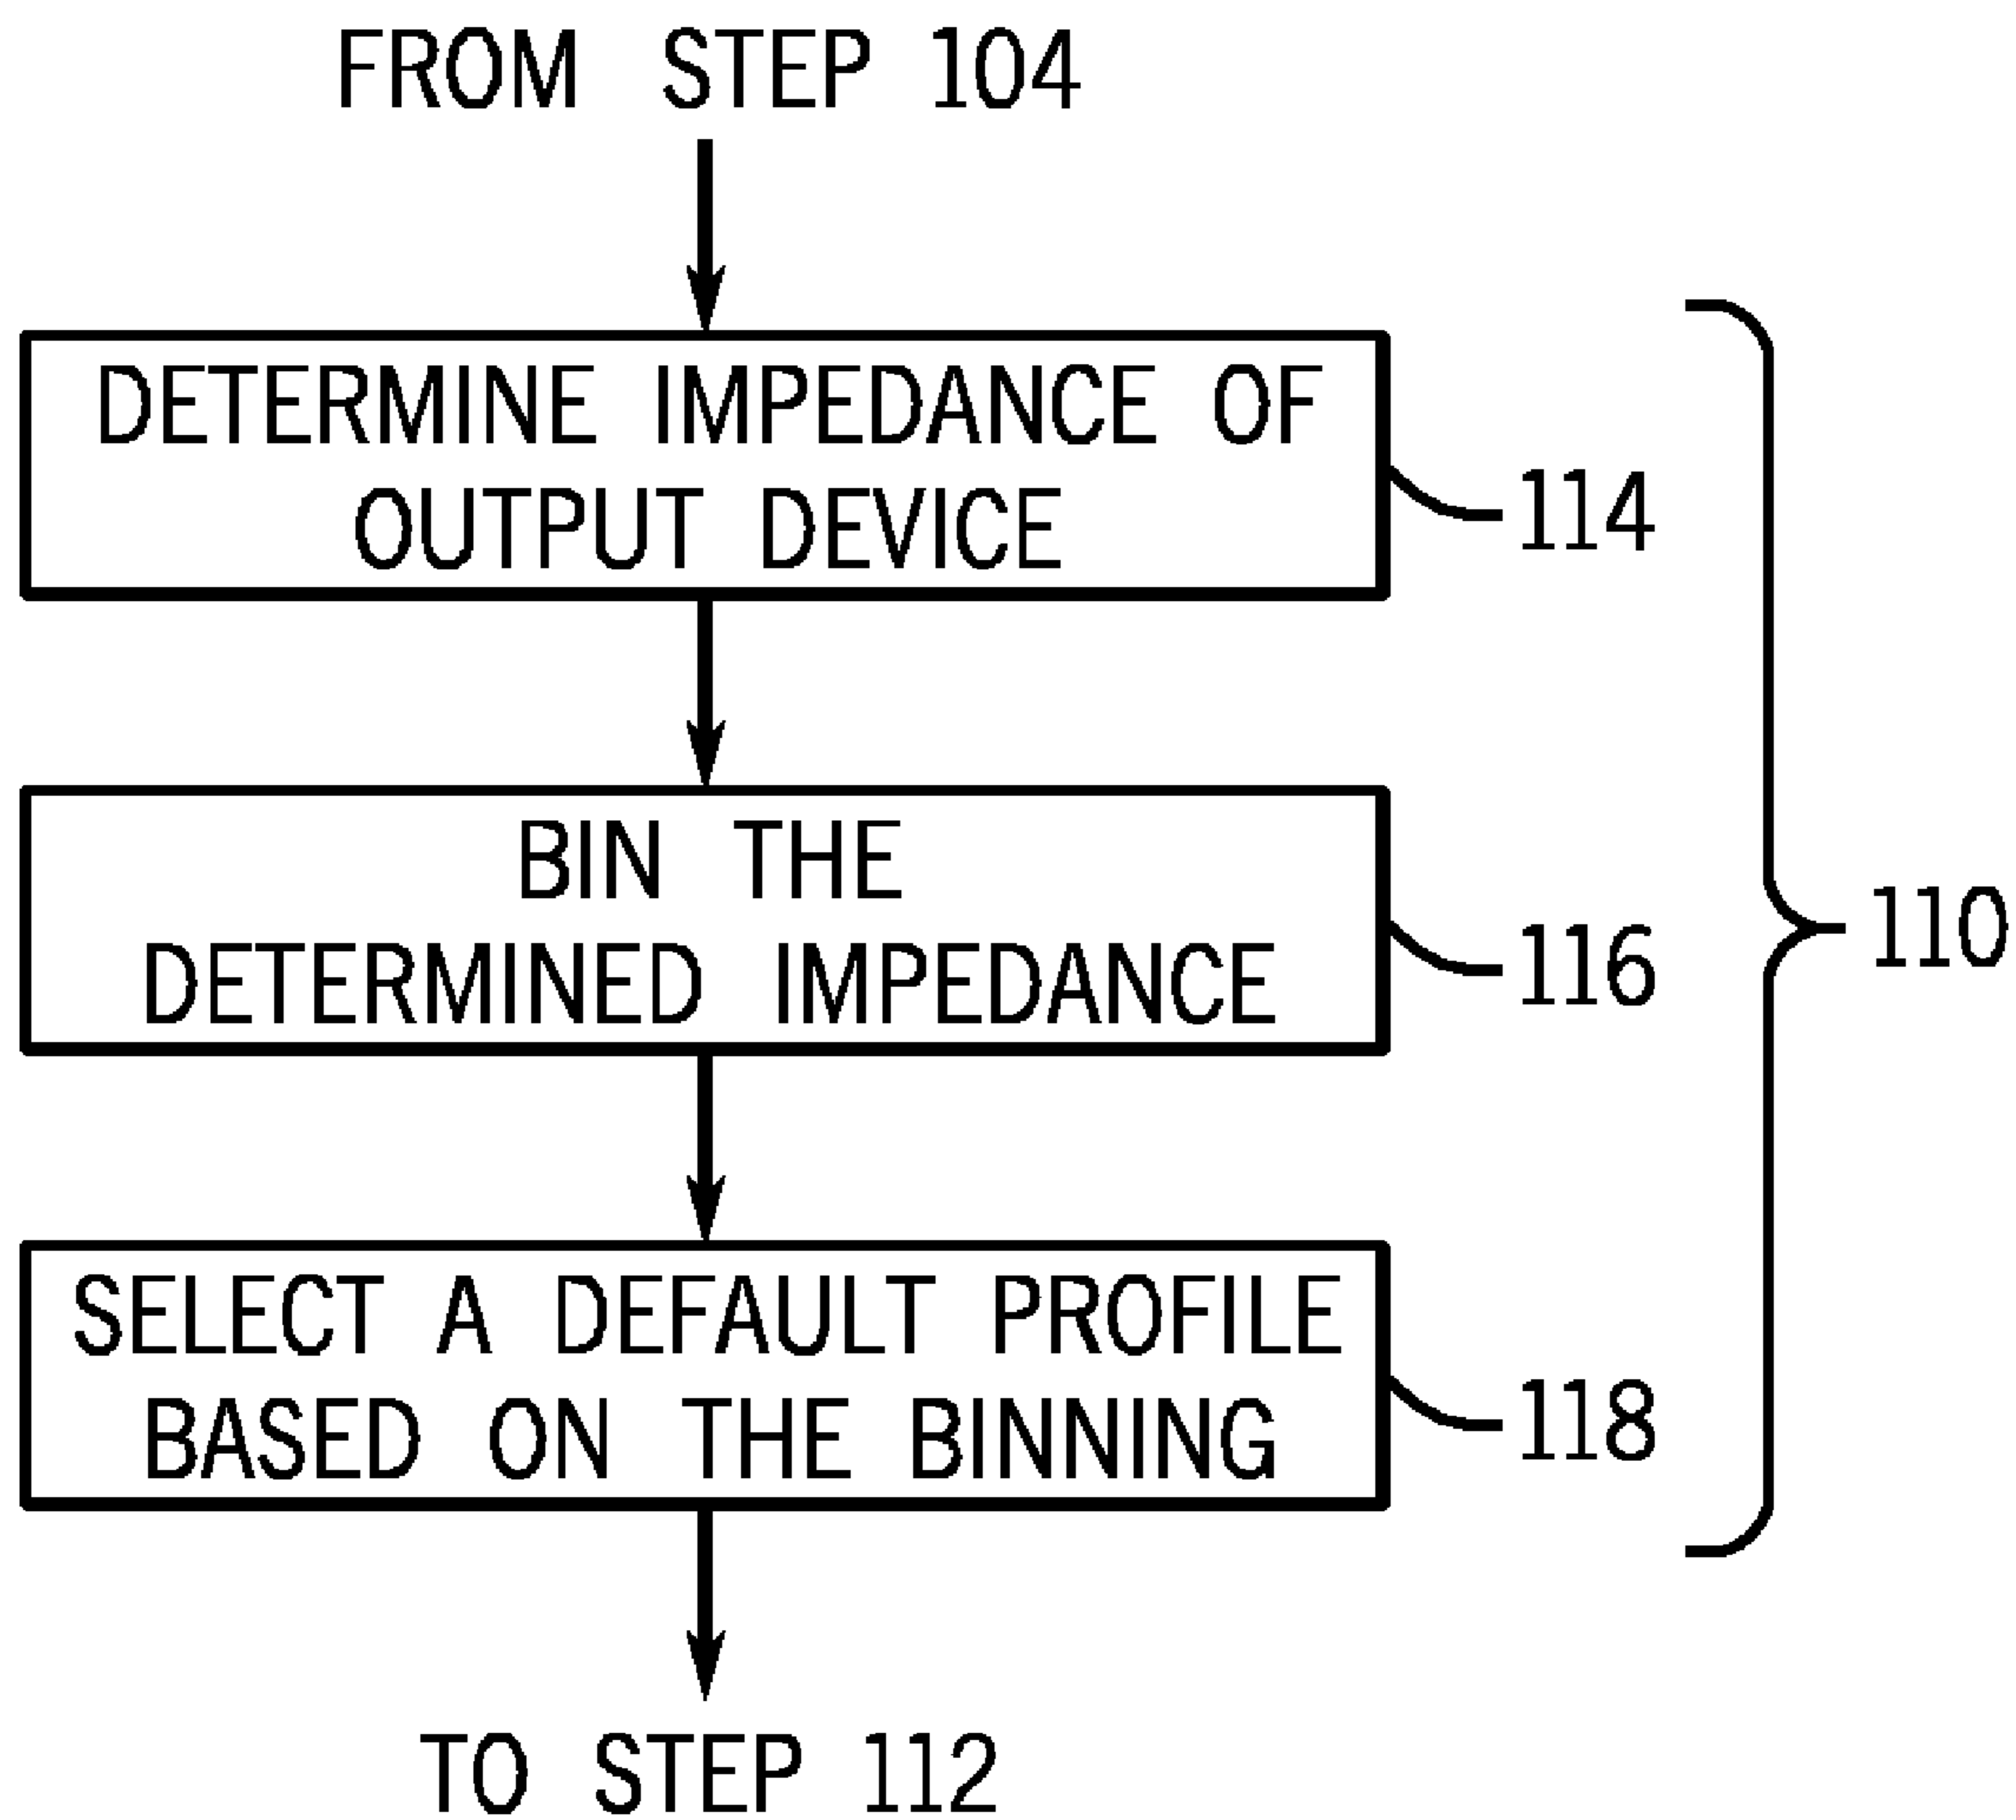 FROM STEP 104
DETERMINE IMPEDANCE OF
OUTPUT DEVICE
114
BIN THE
DETERMINED IMPEDANCE
116
110
SELECT A DEFAULT PROFILE
BASED ON THE BINNING
118
TO STEP 112